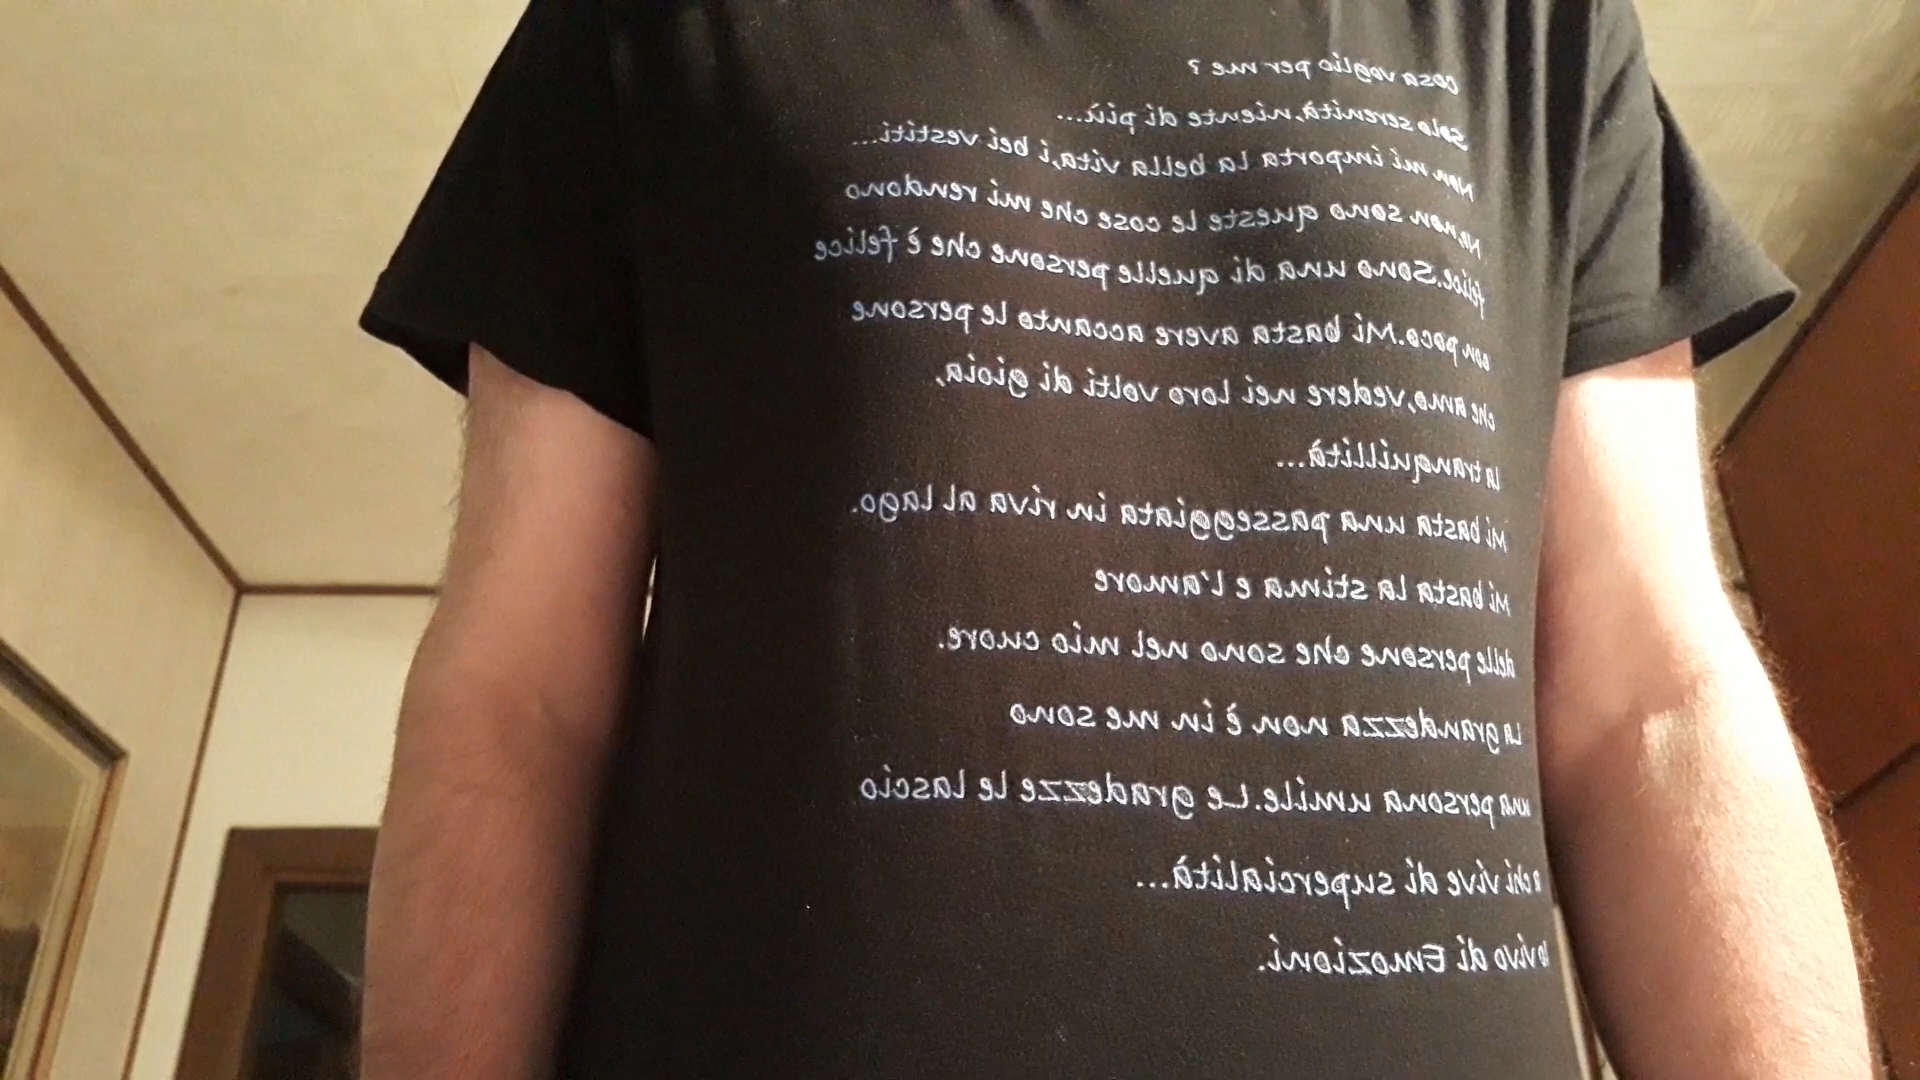 Cosa voglio per me?
Solo serenità, niente di più...
Non mi importa la bella vita, i bei vestiti...
No, non sono queste le cose che mi rendono
felice. Sono una di quelle persone che è felice
con poco. Mi basta avere accanto le persone
che amo, vedere nei loro volti di gioia,
la tranquillità...
Mi basta una passeggiata in riva al lago.
Mi basta la stima e l'amore
delle persone che sono nel mio cuore.
La grandezza non è in me sono
una persona umile. Le gradezze le lascio
a chi vive di supercialità...
Io vivo di Emozioni.